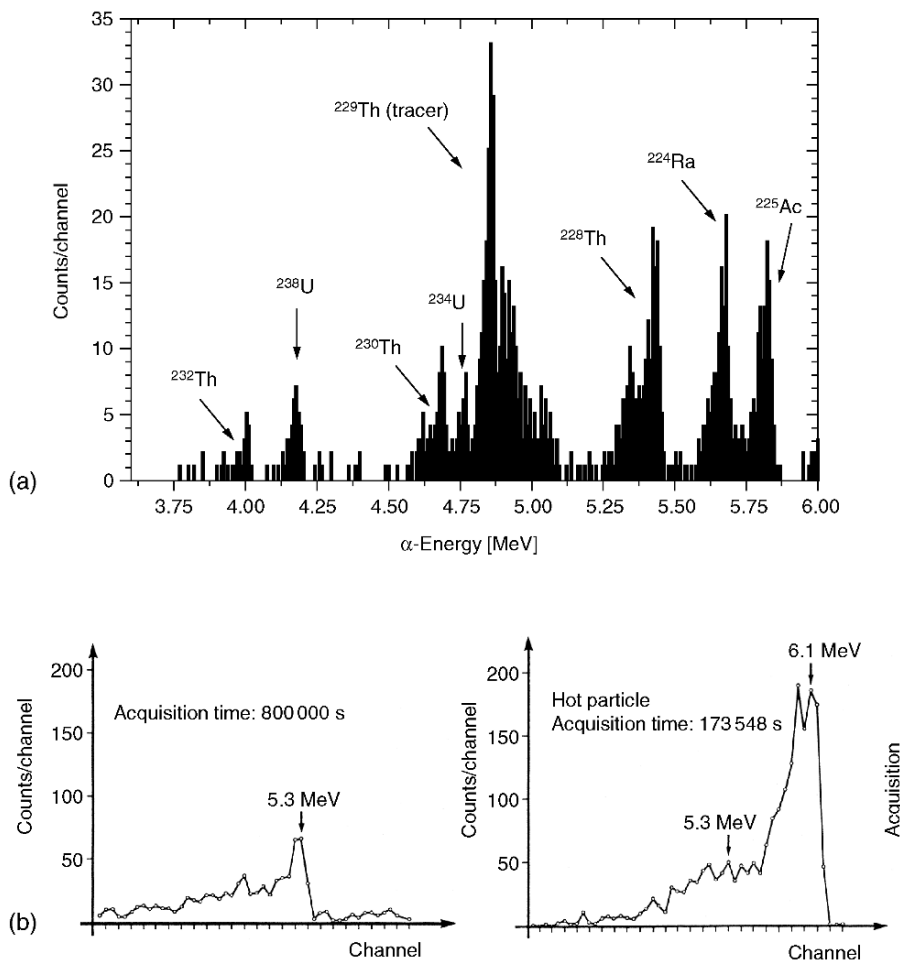 35
30
25
20
15
10
5
0
Counts/channel
²²⁹Th (tracer)
²²⁴Ra
²²⁵Ac
²²⁸Th
²³⁸U
²³⁴U
²³⁰Th
²³²Th
3.75 4.00 4.25 4.50 4.75 5.00 5.25 5.50 5.75 6.00
α-Energy [MeV]
(a)
200
150
100
50
Counts/channel
Acquisition time: 800 000 s
5.3 MeV
Channel
(b)
200
150
100
50
Counts/channel
6.1 MeV
Hot particle
Acquisition time: 173 548 s
5.3 MeV
Channel
Acquisition